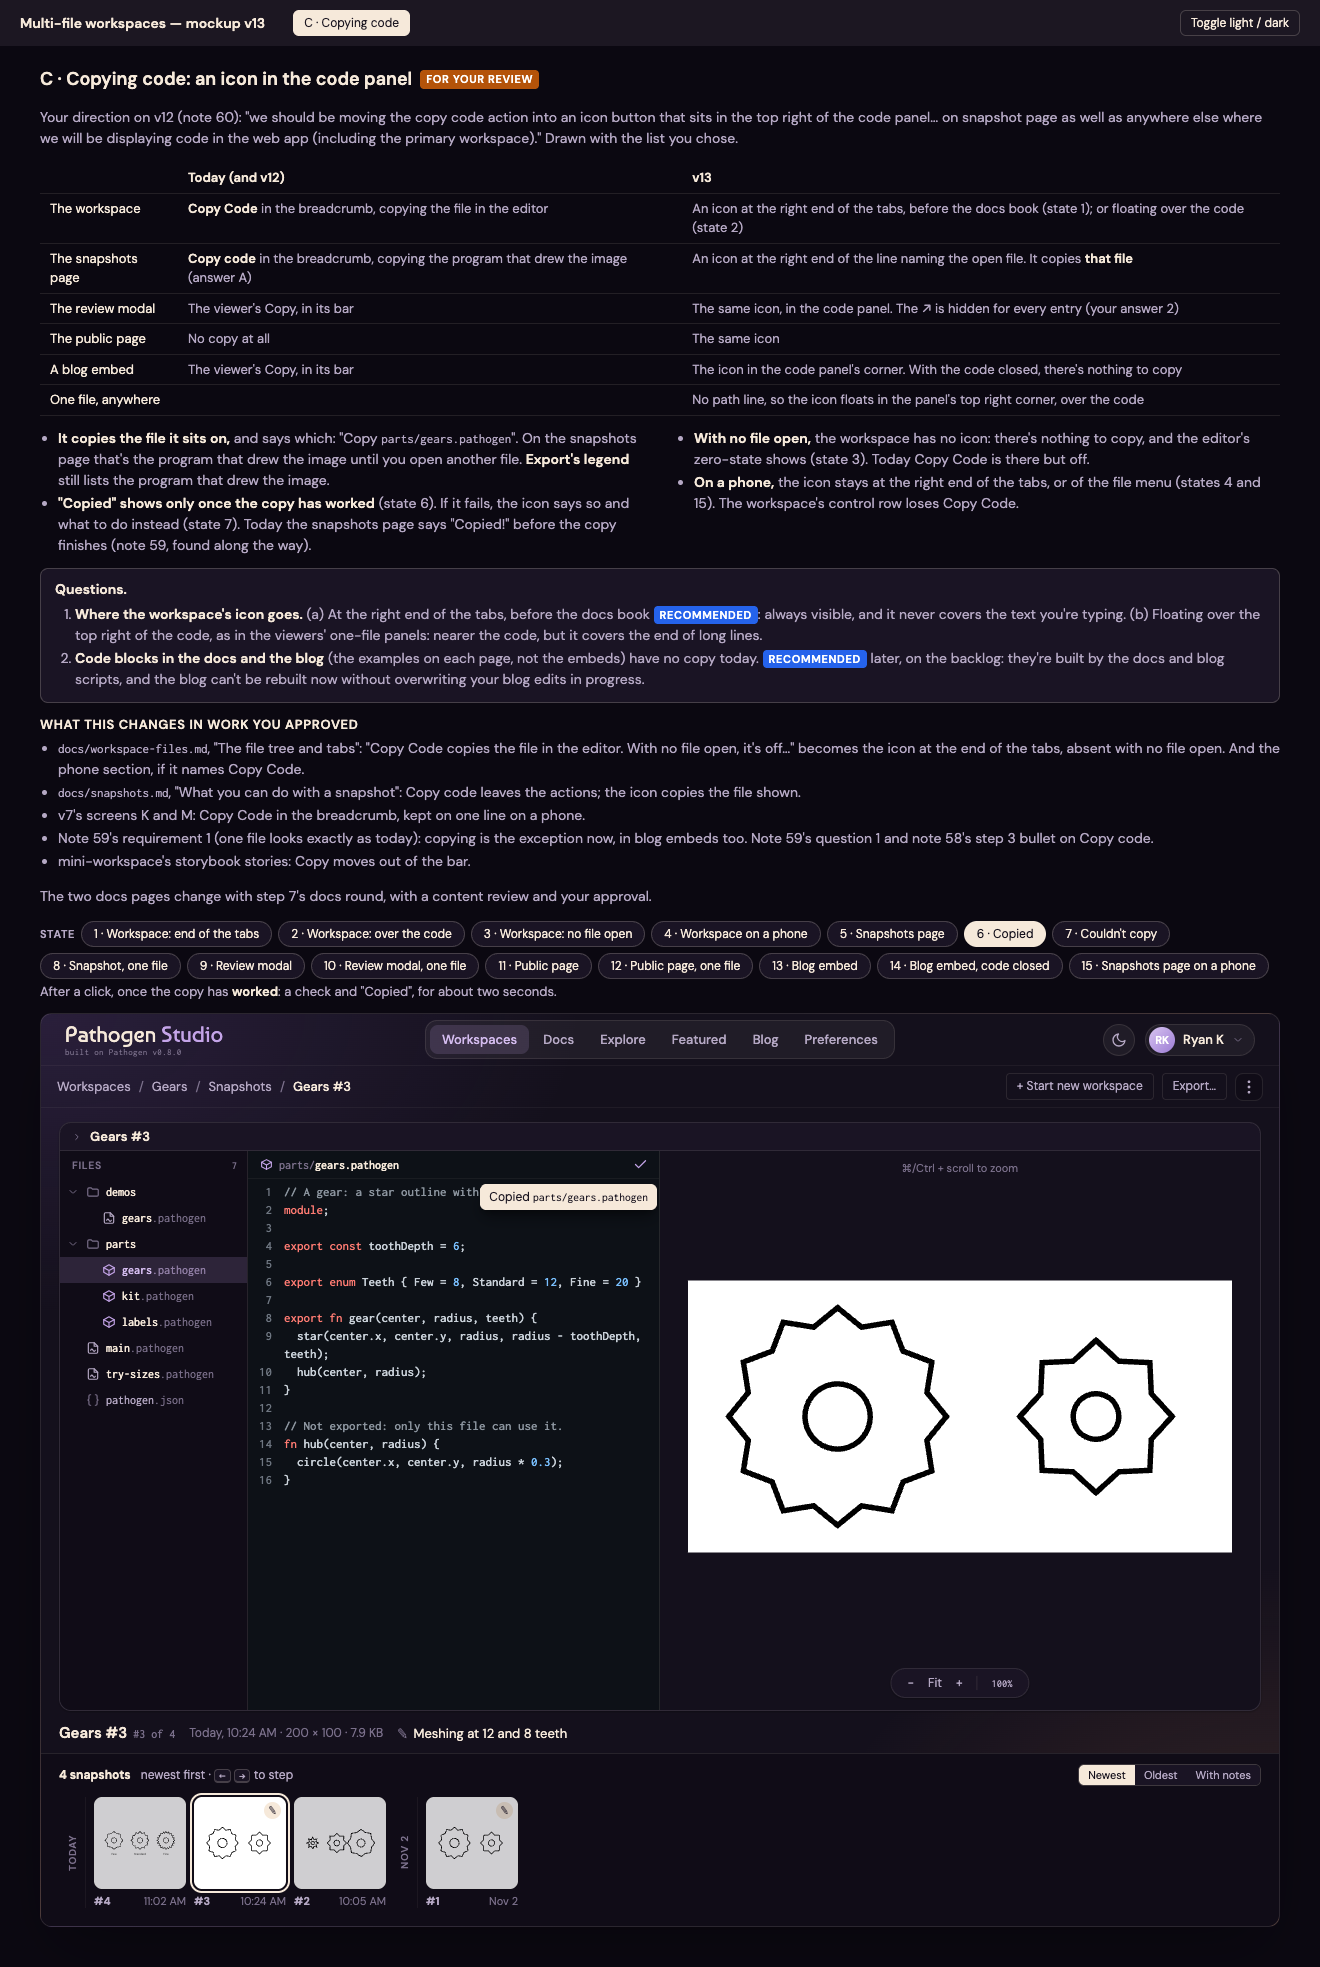 Multi-file workspaces — mockup v13
C · Copying code
Toggle light / dark
C · Copying code: an icon in the code panel FOR YOUR REVIEW
Your direction on v12 (note 60): "we should be moving the copy code action into an icon button that sits in the top right of the code panel... on snapshot page as well as anywhere else where
we will be displaying code in the web app (including the primary workspace)." Drawn with the list you chose.
Today (and v12) v13
The workspace Copy Code in the breadcrumb, copying the file in the editor An icon at the right end of the tabs, before the docs book (state 1); or floating over the code
(state 2)
The snapshots Copy code in the breadcrumb, copying the program that drew the image An icon at the right end of the line naming the open file. It copies that file
page (answer A)
The review modal The viewer's Copy, in its bar The same icon, in the code panel. The ↗ is hidden for every entry (your answer 2)
The public page No copy at all The same icon
A blog embed The viewer's Copy, in its bar The icon in the code panel's corner. With the code closed, there's nothing to copy
One file, anywhere No path line, so the icon floats in the panel's top right corner, over the code
• It copies the file it sits on, and says which: "Copy parts/gears.pathogen". On the snapshots
page that's the program that drew the image until you open another file. Export's legend
still lists the program that drew the image.
• "Copied" shows only once the copy has worked (state 6). If it fails, the icon says so and
what to do instead (state 7). Today the snapshots page says "Copied!" before the copy
finishes (note 59, found along the way).
• With no file open, the workspace has no icon: there's nothing to copy, and the editor's
zero-state shows (state 3). Today Copy Code is there but off.
• On a phone, the icon stays at the right end of the tabs, or of the file menu (states 4 and
15). The workspace's control row loses Copy Code.
Questions.
1. Where the workspace's icon goes. (a) At the right end of the tabs, before the docs book RECOMMENDED: always visible, and it never covers the text you're typing. (b) Floating over the
top right of the code, as in the viewers' one-file panels: nearer the code, but it covers the end of long lines.
2. Code blocks in the docs and the blog (the examples on each page, not the embeds) have no copy today. RECOMMENDED later, on the backlog: they're built by the docs and blog
scripts, and the blog can't be rebuilt now without overwriting your blog edits in progress.
WHAT THIS CHANGES IN WORK YOU APPROVED
• docs/workspace-files.md, "The file tree and tabs": "Copy Code copies the file in the editor. With no file open, it's off..." becomes the icon at the end of the tabs, absent with no file open. And the
phone section, if it names Copy Code.
• docs/snapshots.md, "What you can do with a snapshot": Copy code leaves the actions; the icon copies the file shown.
• v7's screens K and M: Copy Code in the breadcrumb, kept on one line on a phone.
• Note 59's requirement 1 (one file looks exactly as today): copying is the exception now, in blog embeds too. Note 59's question 1 and note 58's step 3 bullet on Copy code.
• mini-workspace's storybook stories: Copy moves out of the bar.
The two docs pages change with step 7's docs round, with a content review and your approval.
STATE 1 · Workspace: end of the tabs 2 · Workspace: over the code 3 · Workspace: no file open 4 · Workspace on a phone 5 · Snapshots page 6 · Copied 7 · Couldn't copy
8 · Snapshot, one file 9 · Review modal 10 · Review modal, one file 11 · Public page 12 · Public page, one file 13 · Blog embed 14 · Blog embed, code closed 15 · Snapshots page on a phone
After a click, once the copy has worked: a check and "Copied", for about two seconds.
Pathogen Studio
built on Pathogen v0.8.0
Workspaces Docs Explore Featured Blog Preferences
RK Ryan K
Workspaces / Gears / Snapshots / Gears #3
+ Start new workspace Export...
Gears #3
FILES 7
demos
gears.pathogen
parts
gears.pathogen
kit.pathogen
labels.pathogen
main.pathogen
try-sizes.pathogen
{} pathogen.json
parts/gears.pathogen
Copied parts/gears.pathogen
1 // A gear: a star outline with
2 module;
3
4 export const toothDepth = 6;
5
6 export enum Teeth { Few = 8, Standard = 12, Fine = 20 }
7
8 export fn gear(center, radius, teeth) {
9 star(center.x, center.y, radius, radius - toothDepth,
teeth);
10 hub(center, radius);
11 }
12
13 // Not exported: only this file can use it.
14 fn hub(center, radius) {
15 circle(center.x, center.y, radius * 0.3);
16 }
⌘/Ctrl + scroll to zoom
− Fit + 100%
Gears #3 #3 of 4 Today, 10:24 AM · 200 × 100 · 7.9 KB ✎ Meshing at 12 and 8 teeth
4 snapshots newest first · ← → to step
Newest Oldest With notes
TODAY
#4 11:02 AM
#3 10:24 AM
#2 10:05 AM
NOV 2
#1 Nov 2